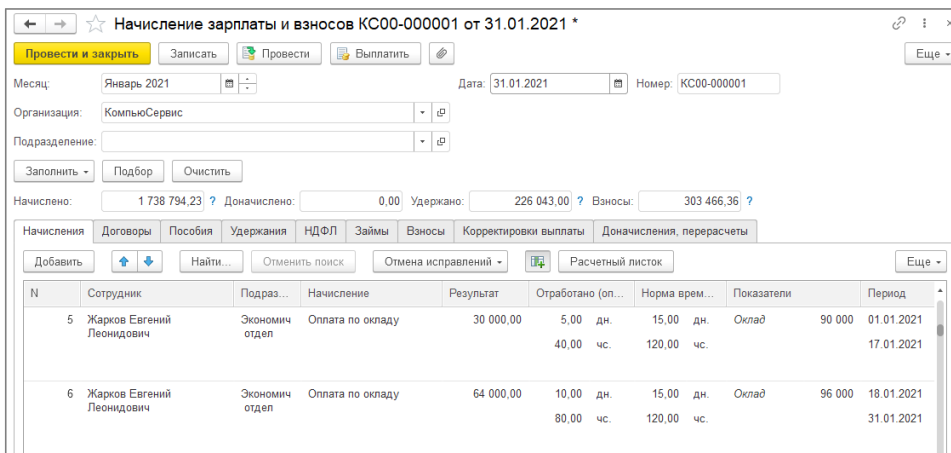 Начисление зарплаты и взносов КС00-000001 от 31.01.2021 *
Провести и закрыть Записать Провести Выплатить Еще
Месяц: Январь 2021 Дата: 31.01.2021 Номер: КС00-000001
Организация: КомпьюСервис
Подразделение:
Заполнить Подбор Очистить
Начислено: 1 738 794,23 ? Доначислено: 0,00 Удержано: 226 043,00 ? Взносы: 303 466,36 ?
Начисления Договоры Пособия Удержания НДФЛ Займы Взносы Корректировки выплаты Доначисления, перерасчеты
Добавить Найти... Отменить поиск Отмена исправлений Расчетный листок Еще
N Сотрудник Подраз... Начисление Результат Отработано (оп... Норма врем... Показатели Период
5 Жарков Евгений Экономич Оплата по окладу 30 000,00 5,00 дн. 15,00 дн. Оклад 90 000 01.01.2021
Леонидович отдел 40,00 чс. 120,00 чс. 17.01.2021
6 Жарков Евгений Экономич Оплата по окладу 64 000,00 10,00 дн. 15,00 дн. Оклад 96 000 18.01.2021
Леонидович отдел 80,00 чс. 120,00 чс. 31.01.2021